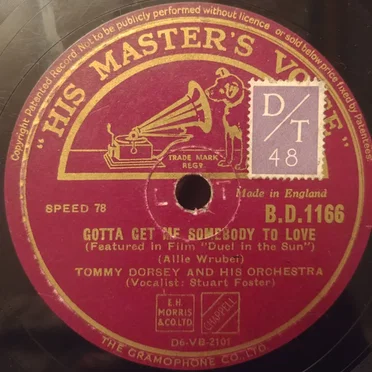 Copyright Patented Record. Not to be publicly performed without licence or sold below price fixed by Patentees.
"HIS MASTER'S VOICE"
D/T
48
TRADE MARK
REGD.
Made in England
SPEED 78
B.D.1166
GOTTA GET ME SOMEBODY TO LOVE
(Featured in Film "Duel in the Sun")
(Allie Wrubel)
TOMMY DORSEY AND HIS ORCHESTRA
(Vocalist: Stuart Foster)
E.H.
MORRIS
& CO. LTD.
CHAPPELL
D6-VB-2101
THE GRAMOPHONE CO. LTD.